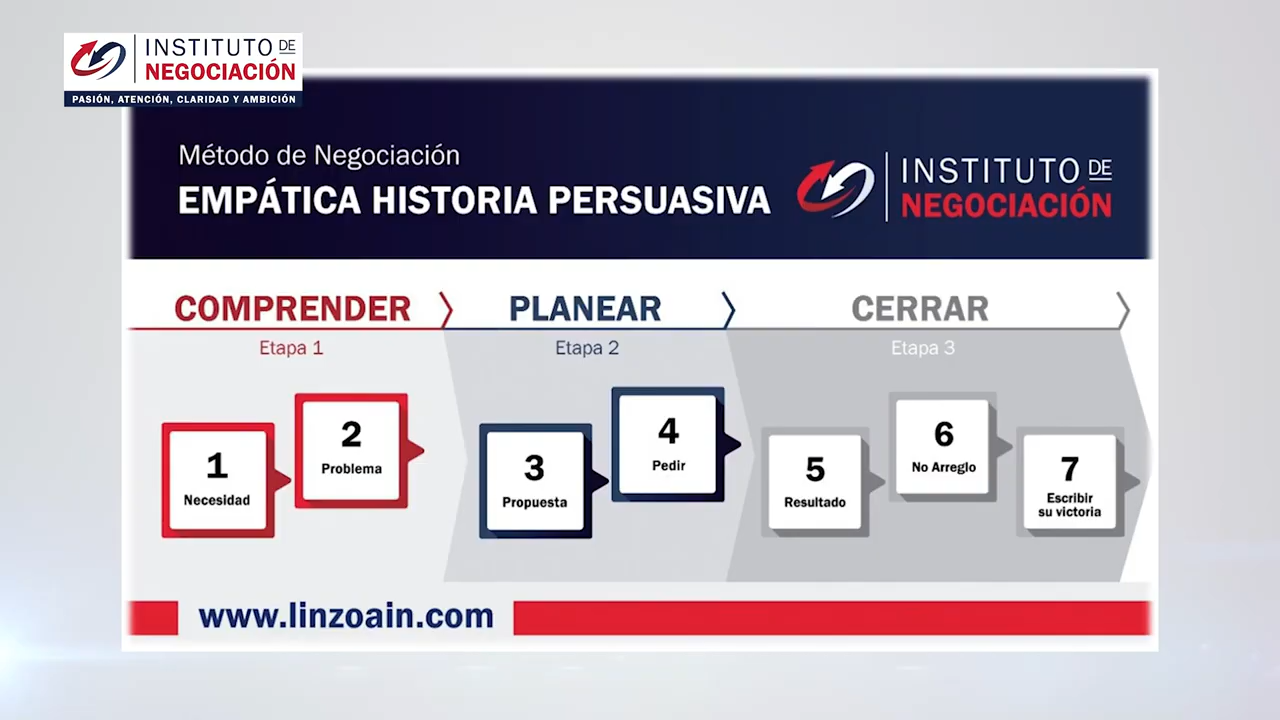 INSTITUTO DE
NEGOCIACIÓN
PASIÓN, ATENCIÓN, CLARIDAD Y AMBICIÓN
Método de Negociación
EMPÁTICA HISTORIA PERSUASIVA
INSTITUTO DE
NEGOCIACIÓN
COMPRENDER
Etapa 1
PLANEAR
Etapa 2
CERRAR
Etapa 3
1
Necesidad
2
Problema
3
Propuesta
4
Pedir
5
Resultado
6
No Arreglo
7
Escribir
su victoria
www.linzoain.com